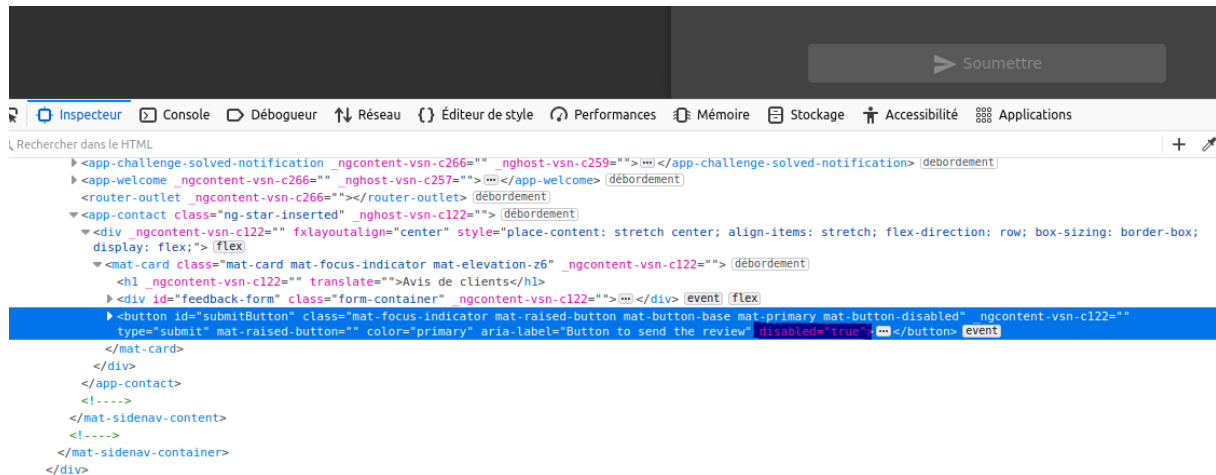 Soumettre
Inspecteur Console Débogueur Réseau {} Éditeur de style Performances Mémoire Stockage Accessibilité Applications
Rechercher dans le HTML
<app-challenge-solved-notification _ngcontent-vsn-c266="" _nghost-vsn-c259="">⋯</app-challenge-solved-notification> débordement
<app-welcome _ngcontent-vsn-c266="" _nghost-vsn-c257="">⋯</app-welcome> débordement
<router-outlet _ngcontent-vsn-c266=""></router-outlet> débordement
<app-contact class="ng-star-inserted" _nghost-vsn-c122=""> débordement
<div _ngcontent-vsn-c122="" fxlayoutalign="center" style="place-content: stretch center; align-items: stretch; flex-direction: row; box-sizing: border-box;
display: flex;"> flex
<mat-card class="mat-card mat-focus-indicator mat-elevation-z6" _ngcontent-vsn-c122=""> débordement
<h1 _ngcontent-vsn-c122="" translate="">Avis de clients</h1>
<div id="feedback-form" class="form-container" _ngcontent-vsn-c122="">⋯</div> event flex
<button id="submitButton" class="mat-focus-indicator mat-raised-button mat-button-base mat-primary mat-button-disabled" _ngcontent-vsn-c122=""
type="submit" mat-raised-button="" color="primary" aria-label="Button to send the review" disabled="true">⋯</button> event
</mat-card>
</div>
</app-contact>
<!---->
</mat-sidenav-content>
<!---->
</mat-sidenav-container>
</div>